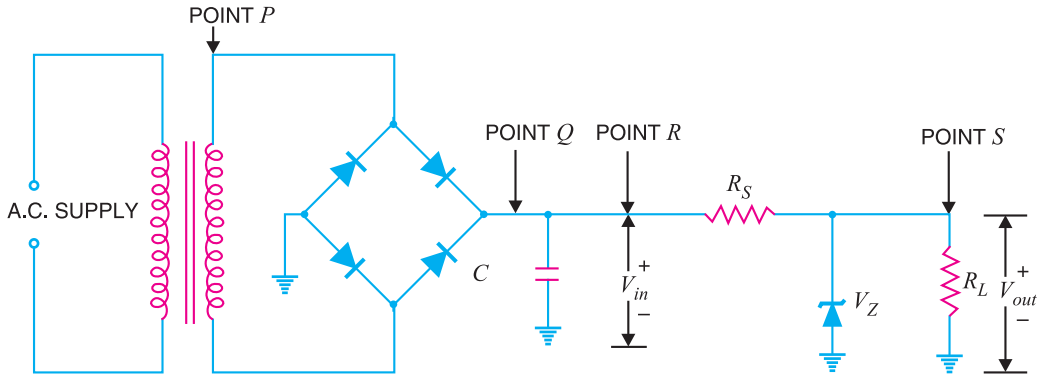 POINT P
POINT Q
POINT R
POINT S
A.C. SUPPLY
R_S
C
+
V_in
−
V_Z
R_L
+
V_out
−